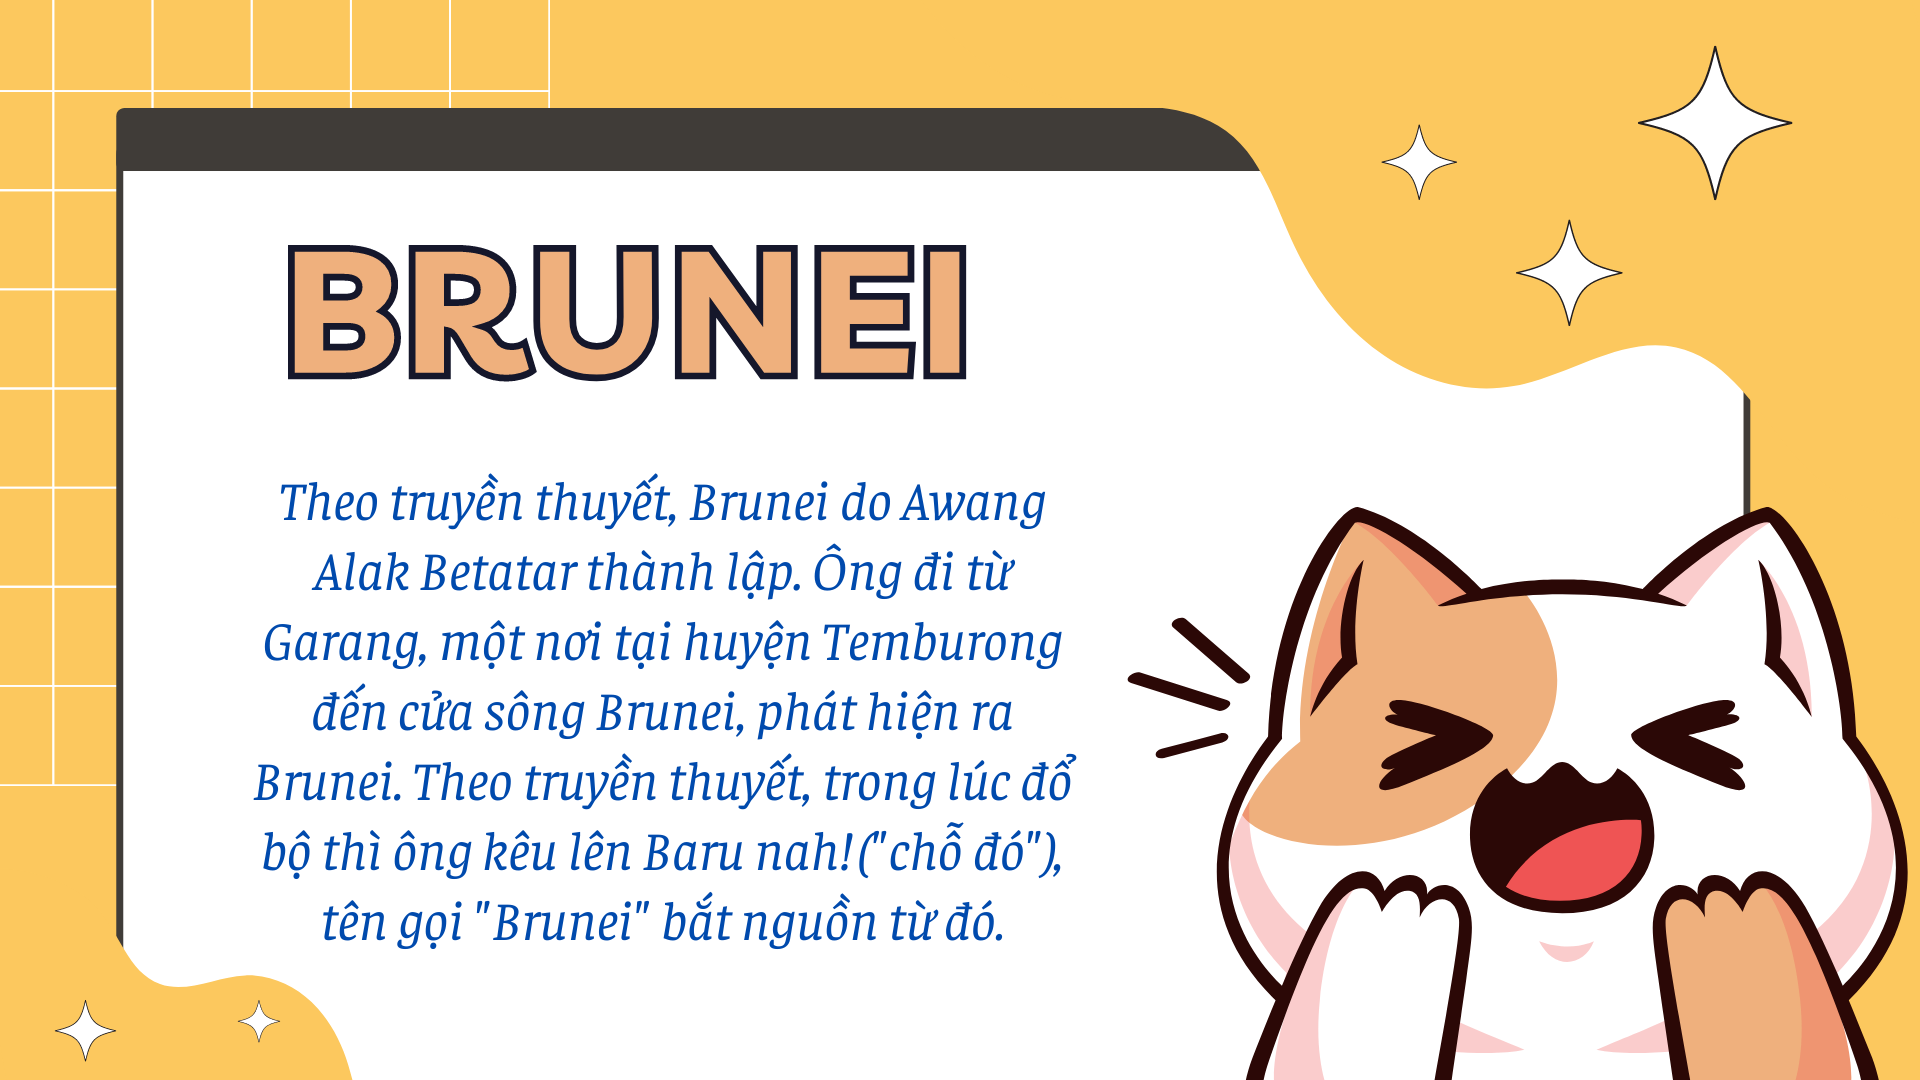 BRUNEI
Theo truyền thuyết, Brunei do Awang
Alak Betatar thành lập. Ông đi từ
Garang, một nơi tại huyện Temburong
đến cửa sông Brunei, phát hiện ra
Brunei. Theo truyền thuyết, trong lúc đổ
bộ thì ông kêu lên Baru nah!("chỗ đó"),
tên gọi "Brunei" bắt nguồn từ đó.